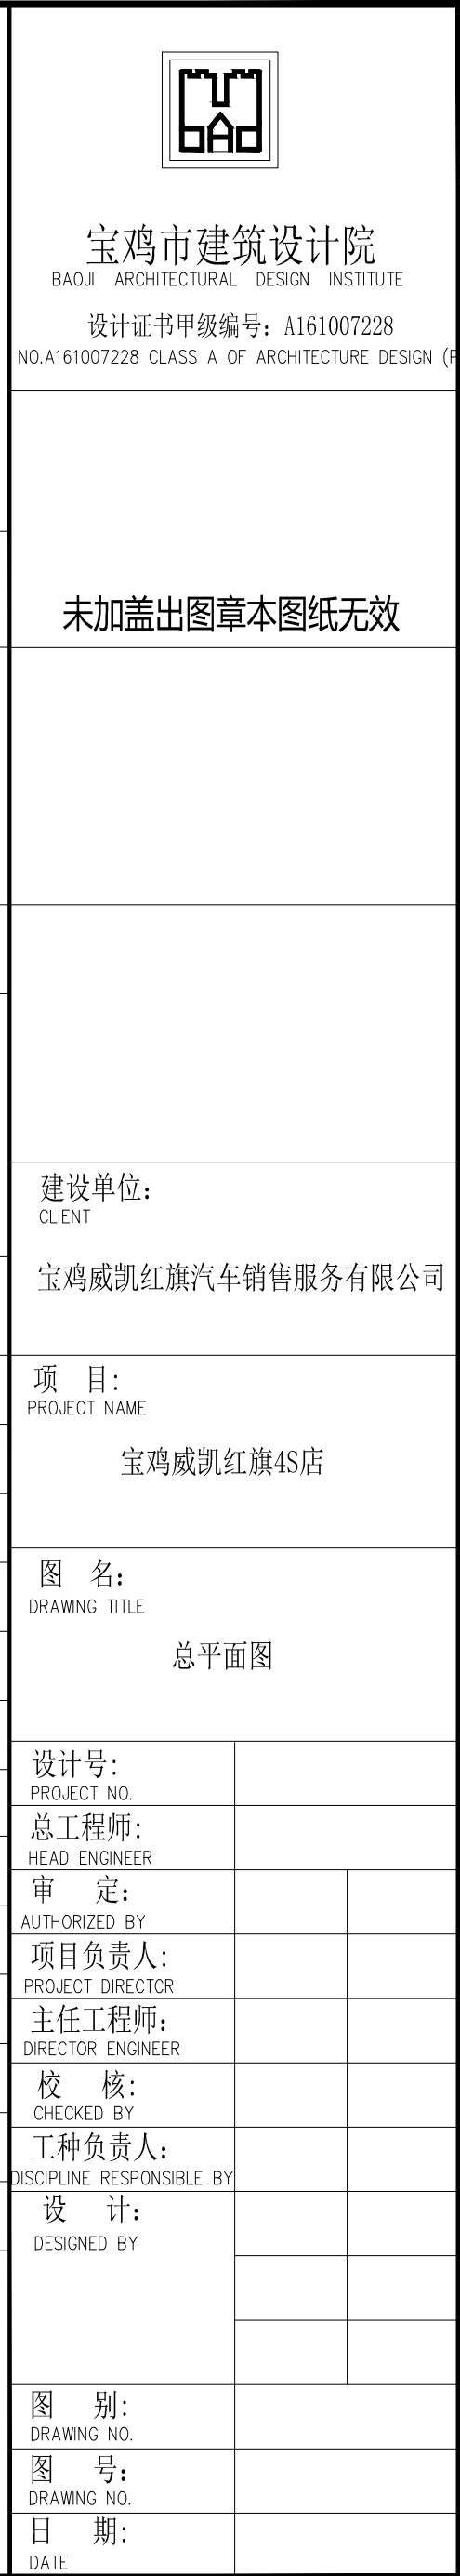 宝鸡市建筑设计院
BAOJI ARCHITECTURAL DESIGN INSTITUTE
设计证书甲级编号：A161007228
NO.A161007228 CLASS A OF ARCHITECTURE DESIGN (P
未加盖出图章本图纸无效
建设单位：
CLIENT
宝鸡威凯红旗汽车销售服务有限公司
项 目：
PROJECT NAME
宝鸡威凯红旗4S店
图 名：
DRAWING TITLE
总平面图
设计号：
PROJECT NO.
总工程师：
HEAD ENGINEER
审 定：
AUTHORIZED BY
项目负责人：
PROJECT DIRECTCR
主任工程师：
DIRECTOR ENGINEER
校 核：
CHECKED BY
工种负责人：
DISCIPLINE RESPONSIBLE BY
设 计：
DESIGNED BY
图 别：
DRAWING NO.
图 号：
DRAWING NO.
日 期：
DATE